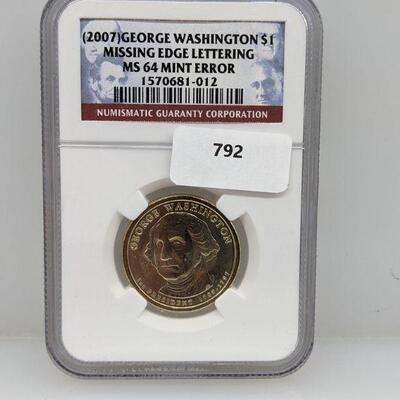 (2007)GEORGE WASHINGTON $1
MISSING EDGE LETTERING
MS 64 MINT ERROR
1570681-012
NUMISMATIC GUARANTY CORPORATION
792
GEORGE WASHINGTON
PRESIDENT